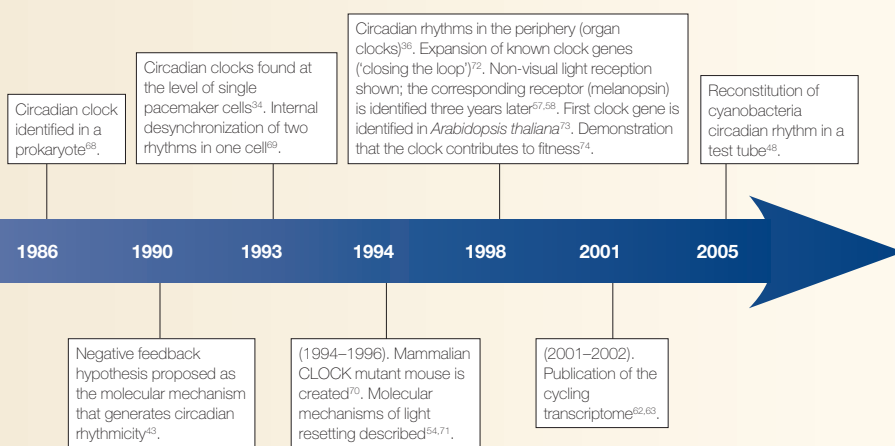 Circadian clock
identified in a
prokaryote⁶⁸.
Circadian clocks found at
the level of single
pacemaker cells³⁴. Internal
desynchronization of two
rhythms in one cell⁶⁹.
Circadian rhythms in the periphery (organ
clocks)³⁶. Expansion of known clock genes
(‘closing the loop’)⁷². Non-visual light reception
shown; the corresponding receptor (melanopsin)
is identified three years later⁵⁷,⁵⁸. First clock gene is
identified in Arabidopsis thaliana⁷³. Demonstration
that the clock contributes to fitness⁷⁴.
Reconstitution of
cyanobacteria
circadian rhythm in a
test tube⁴⁸.
1986 1990 1993 1994 1998 2001 2005
Negative feedback
hypothesis proposed as
the molecular mechanism
that generates circadian
rhythmicity⁴³.
(1994–1996). Mammalian
CLOCK mutant mouse is
created⁷⁰. Molecular
mechanisms of light
resetting described⁵⁴,⁷¹.
(2001–2002).
Publication of the
cycling
transcriptome⁶²,⁶³.